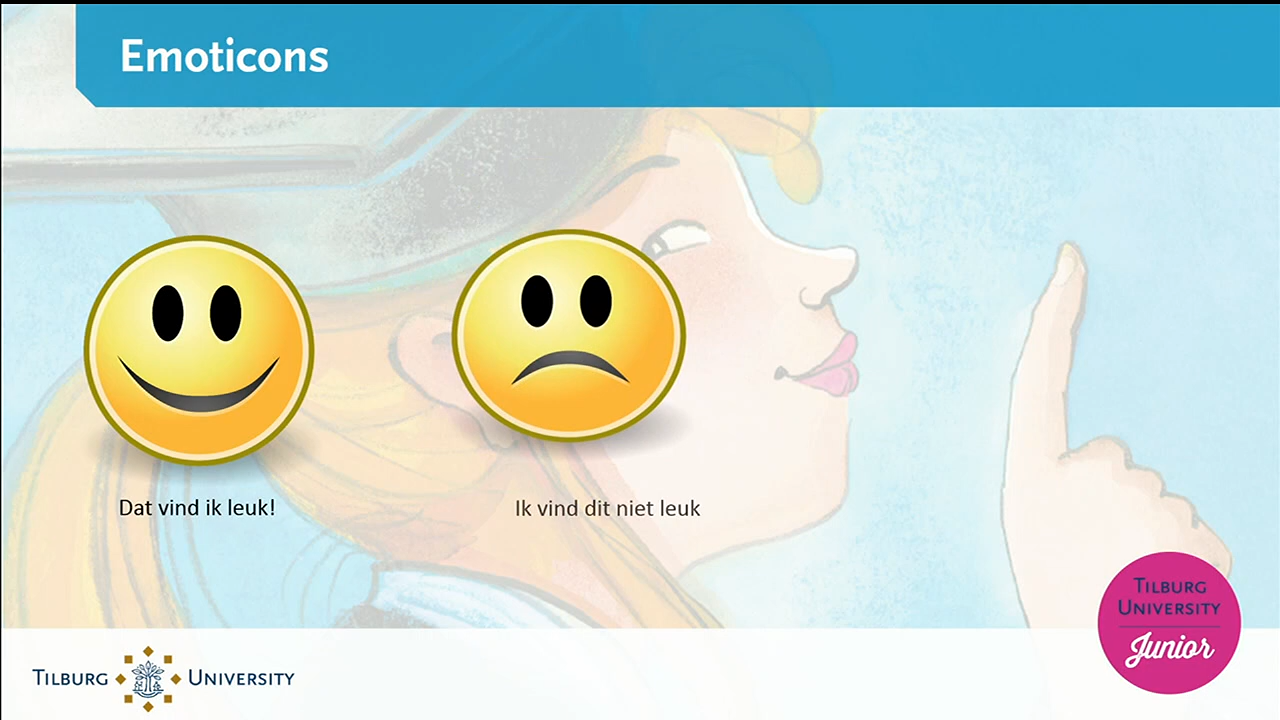 Emoticons
Dat vind ik leuk!
Ik vind dit niet leuk
TILBURG UNIVERSITY
TILBURG
UNIVERSITY
Junior